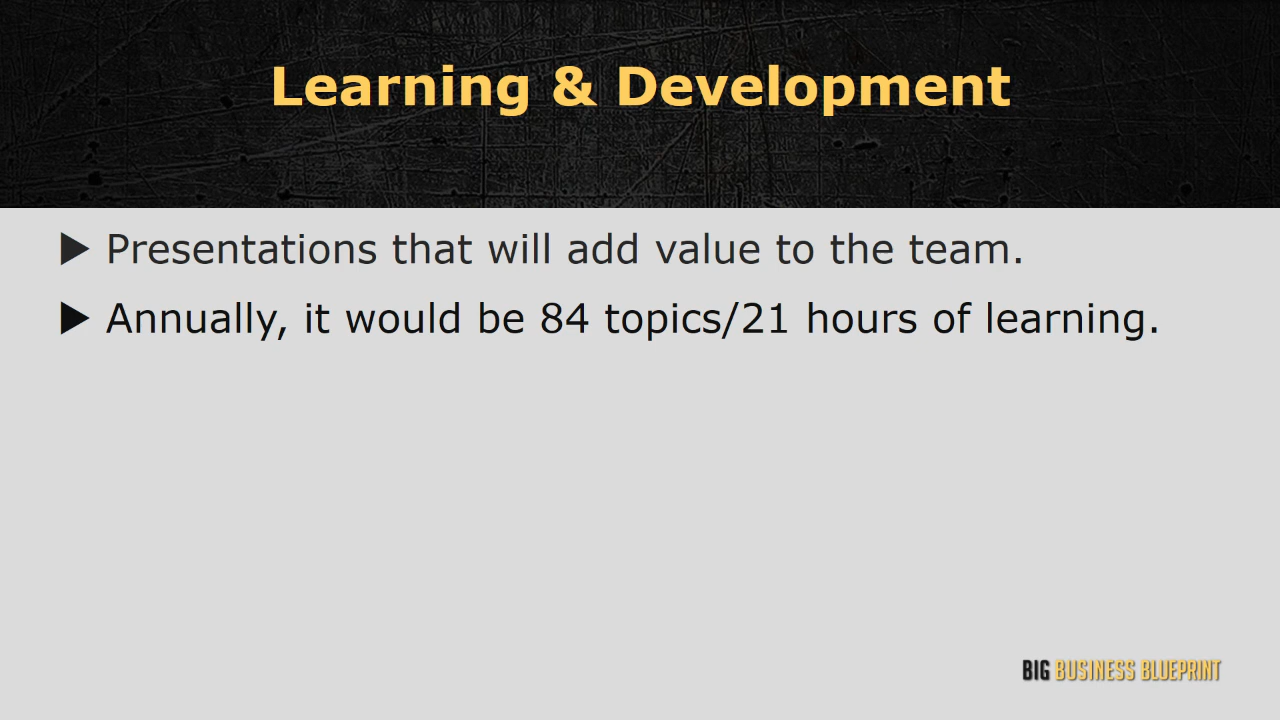 Learning & Development
▶ Presentations that will add value to the team.
▶ Annually, it would be 84 topics/21 hours of learning.
BIG BUSINESS BLUEPRINT